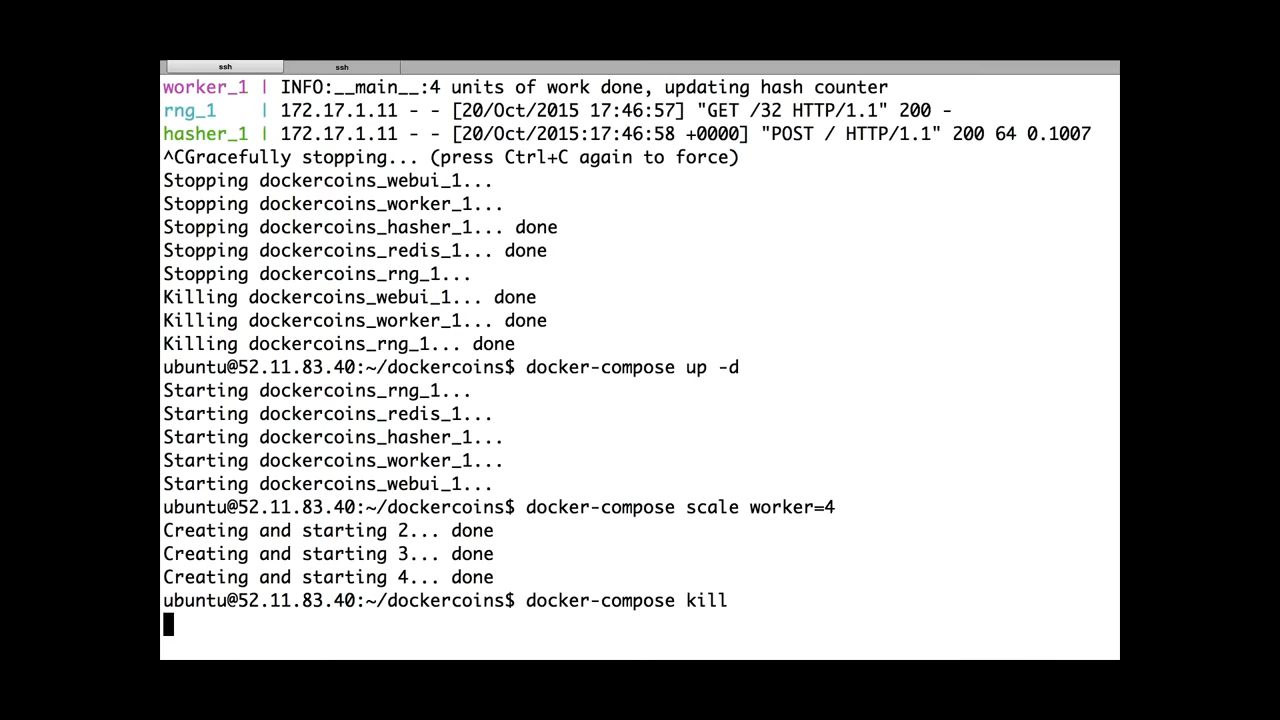 ssh ssh
worker_1 | INFO:__main__:4 units of work done, updating hash counter
rng_1    | 172.17.1.11 - - [20/Oct/2015 17:46:57] "GET /32 HTTP/1.1" 200 -
hasher_1 | 172.17.1.11 - - [20/Oct/2015:17:46:58 +0000] "POST / HTTP/1.1" 200 64 0.1007
^CGracefully stopping... (press Ctrl+C again to force)
Stopping dockercoins_webui_1...
Stopping dockercoins_worker_1...
Stopping dockercoins_hasher_1... done
Stopping dockercoins_redis_1... done
Stopping dockercoins_rng_1...
Killing dockercoins_webui_1... done
Killing dockercoins_worker_1... done
Killing dockercoins_rng_1... done
ubuntu@52.11.83.40:~/dockercoins$ docker-compose up -d
Starting dockercoins_rng_1...
Starting dockercoins_redis_1...
Starting dockercoins_hasher_1...
Starting dockercoins_worker_1...
Starting dockercoins_webui_1...
ubuntu@52.11.83.40:~/dockercoins$ docker-compose scale worker=4
Creating and starting 2... done
Creating and starting 3... done
Creating and starting 4... done
ubuntu@52.11.83.40:~/dockercoins$ docker-compose kill